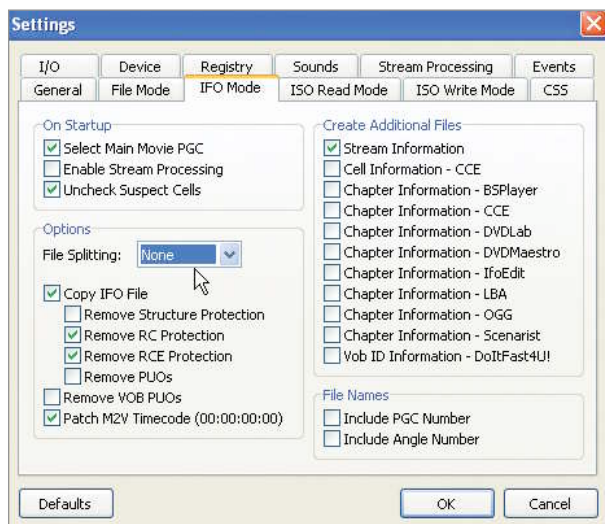 Settings
I/O Device Registry Sounds Stream Processing Events
General File Mode IFO Mode ISO Read Mode ISO Write Mode CSS
On Startup
Select Main Movie PGC
Enable Stream Processing
Uncheck Suspect Cells
Options
File Splitting: None
Copy IFO File
Remove Structure Protection
Remove RC Protection
Remove RCE Protection
Remove PUOs
Remove VOB PUOs
Patch M2V Timecode (00:00:00:00)
Create Additional Files
Stream Information
Cell Information - CCE
Chapter Information - BSPlayer
Chapter Information - CCE
Chapter Information - DVDLab
Chapter Information - DVDMaestro
Chapter Information - IfoEdit
Chapter Information - LBA
Chapter Information - OGG
Chapter Information - Scenarist
Vob ID Information - DoItFast4U!
File Names
Include PGC Number
Include Angle Number
Defaults OK Cancel